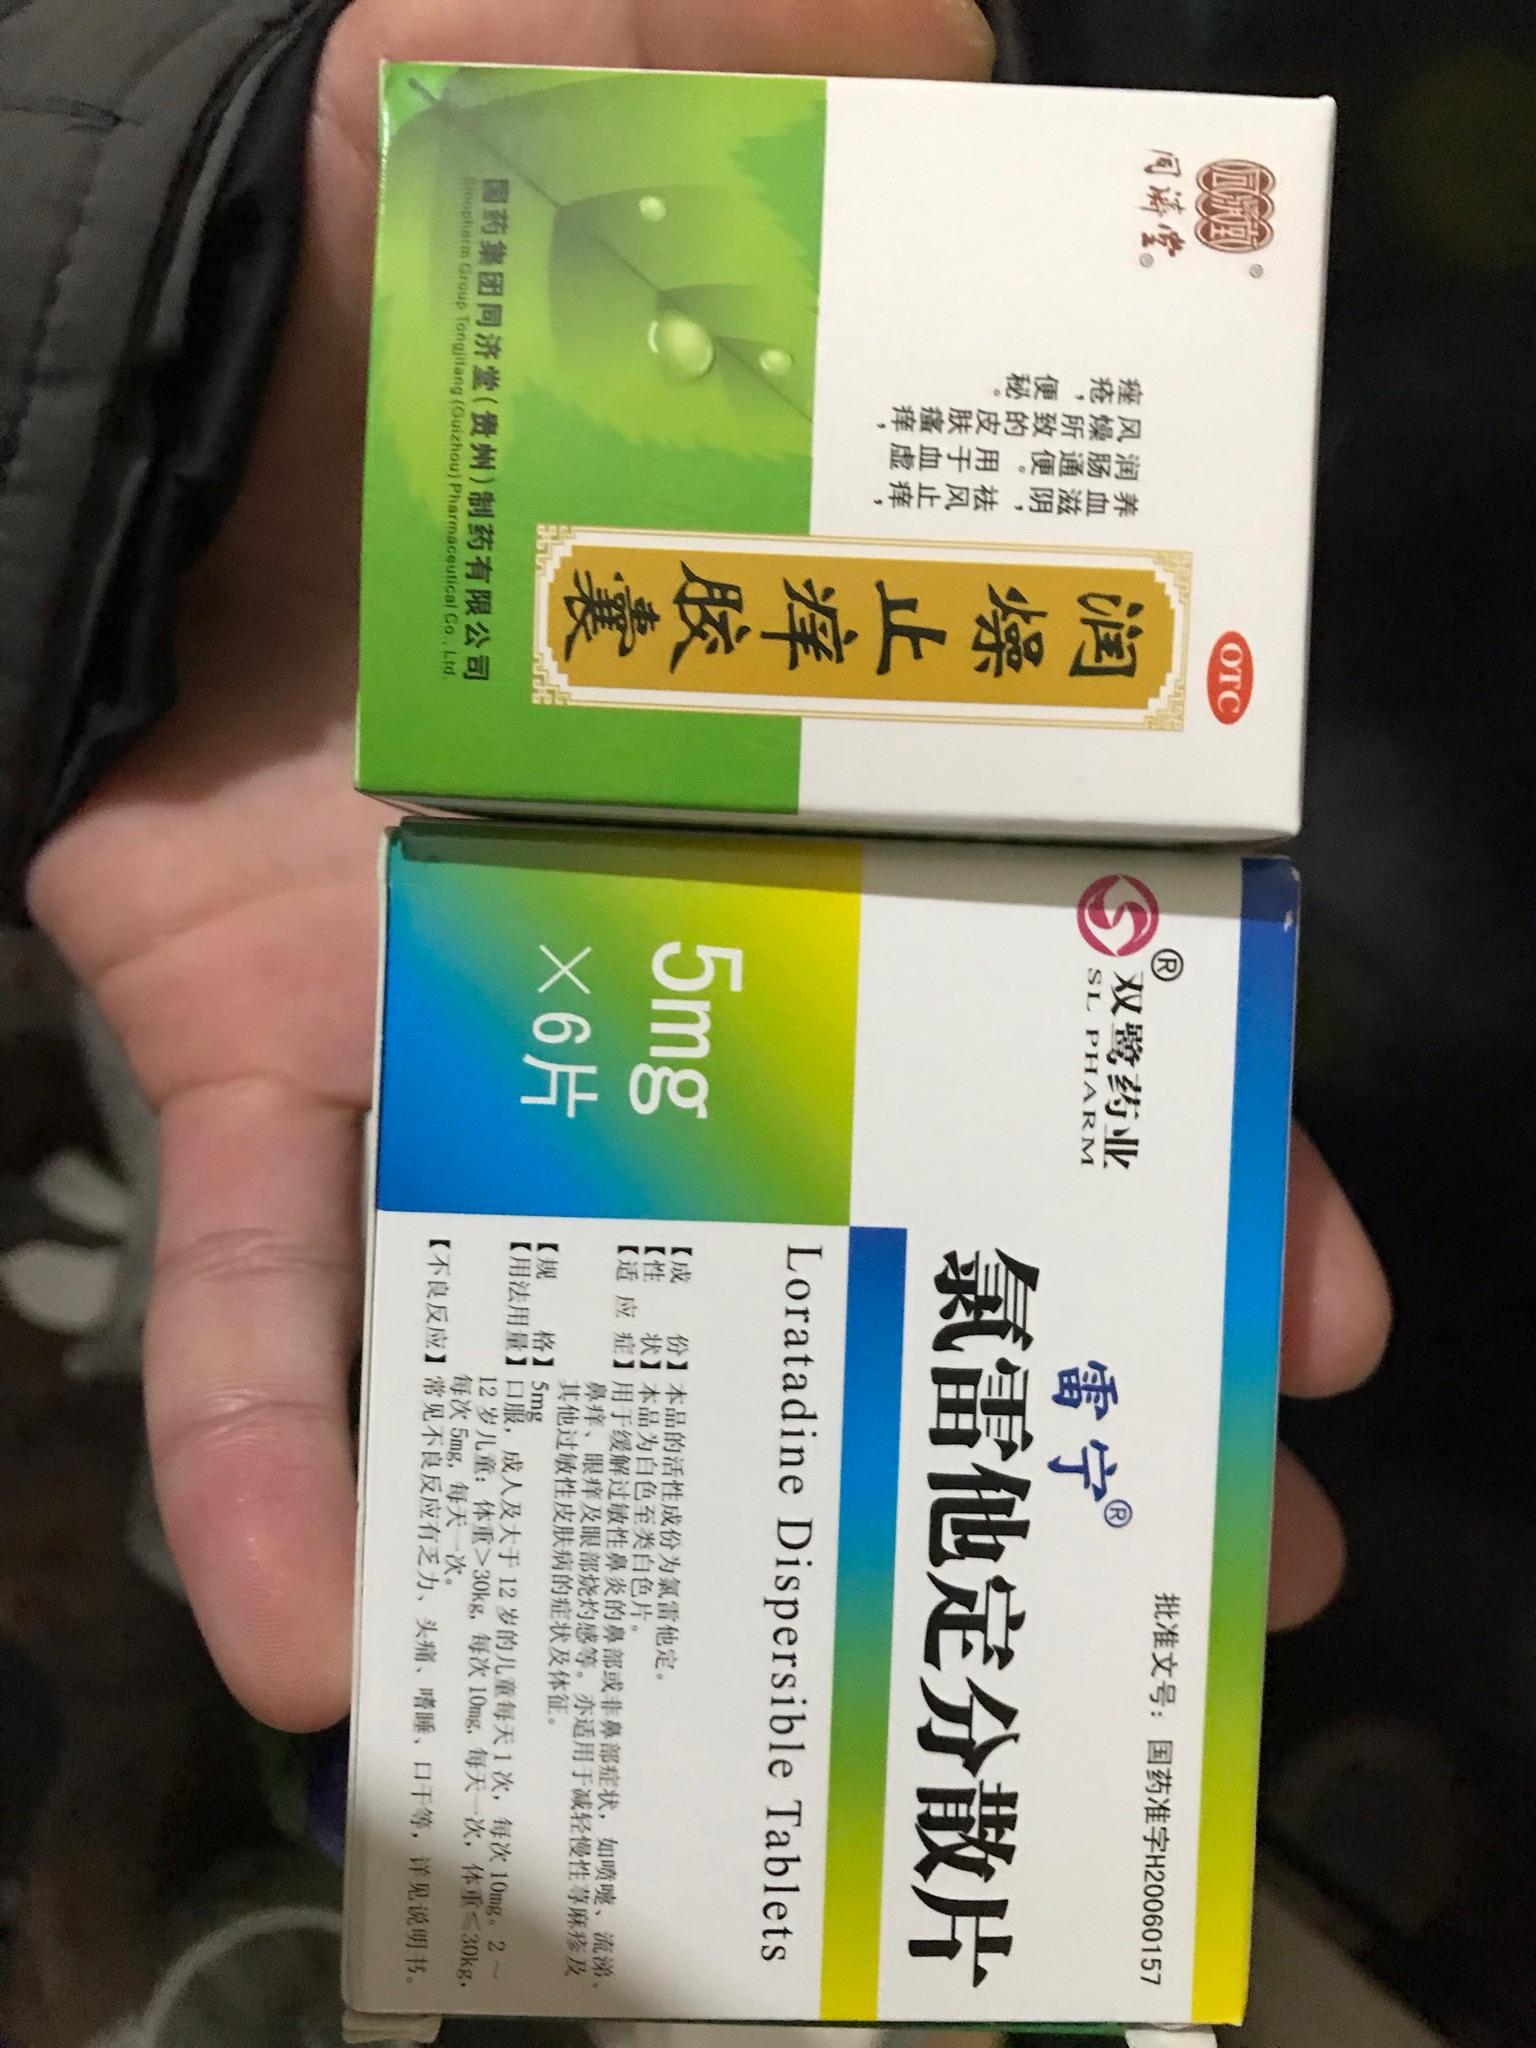 同济堂®
同济堂®
OTC
润燥止痒胶囊
养血滋阴，祛风止痒，
润肠通便。用于血虚
风燥所致的皮肤瘙痒，
痤疮，便秘。
国药集团同济堂（贵州）制药有限公司
Sinopharm Group Tongjitang (Guizhou) Pharmaceutical Co., Ltd.
®双鹭药业
SL PHARM
批准文号：国药准字H20060157
雷宁®
氯雷他定分散片
Loratadine Dispersible Tablets
5mg
×6片
【成份】本品的活性成份为氯雷他定。
【性状】本品为白色至类白色片。
【适应症】用于缓解过敏性鼻炎的鼻部或非鼻部症状，如喷嚏、流涕、
鼻痒、眼痒及眼部烧灼感等。亦适用于减轻慢性荨麻疹及
其他过敏性皮肤病的症状及体征。
【规格】5mg
【用法用量】口服，成人及大于12岁的儿童每天1次，每次10mg。2～
12岁儿童：体重>30kg，每次10mg，每天一次，体重≤30kg，
每次5mg，每天一次。
【不良反应】常见不良反应有乏力、头痛、嗜睡、口干等，详见说明书。